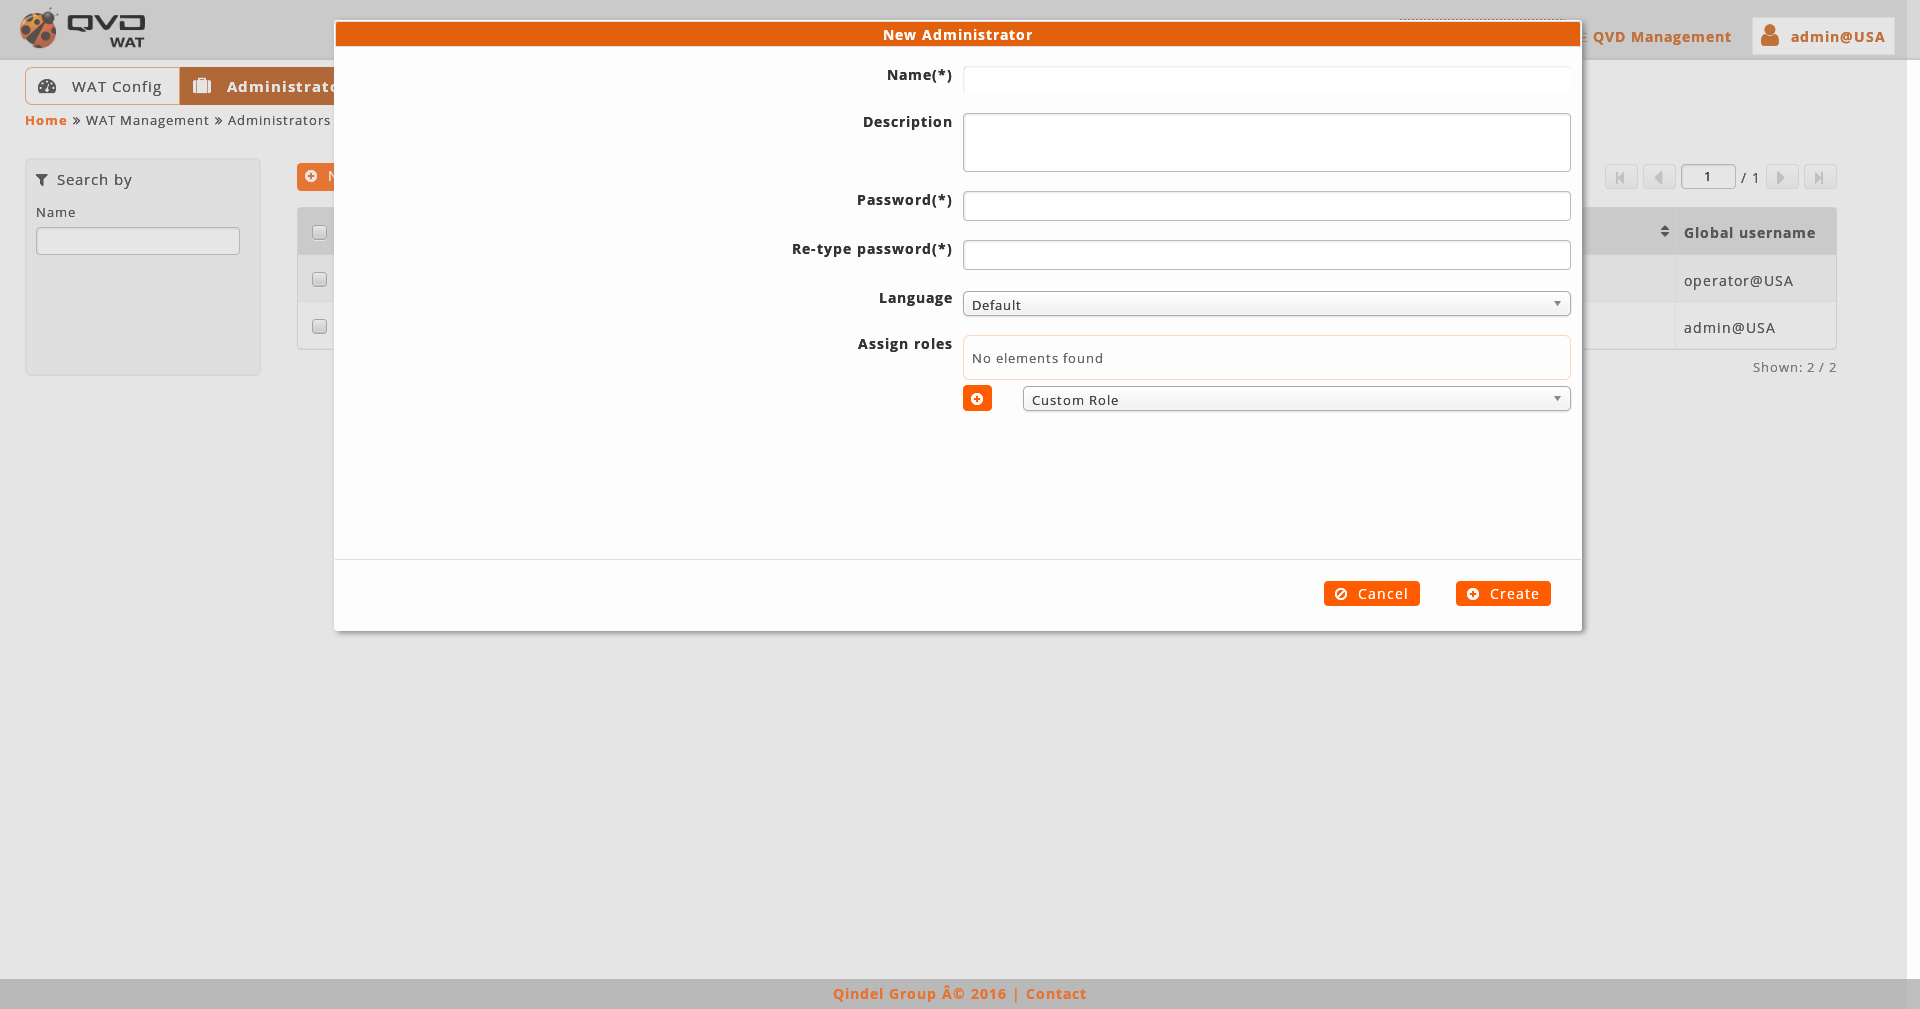 QVD
WAT
New Administrator
QVD Management
admin@USA
WAT Config
Administrato
Home » WAT Management » Administrators
Search by
Name
1 / 1
Global username
operator@USA
admin@USA
Shown: 2 / 2
Name(*)
Description
Password(*)
Re-type password(*)
Language
Default
Assign roles
No elements found
Custom Role
Cancel
Create
Qindel Group Â© 2016 | Contact